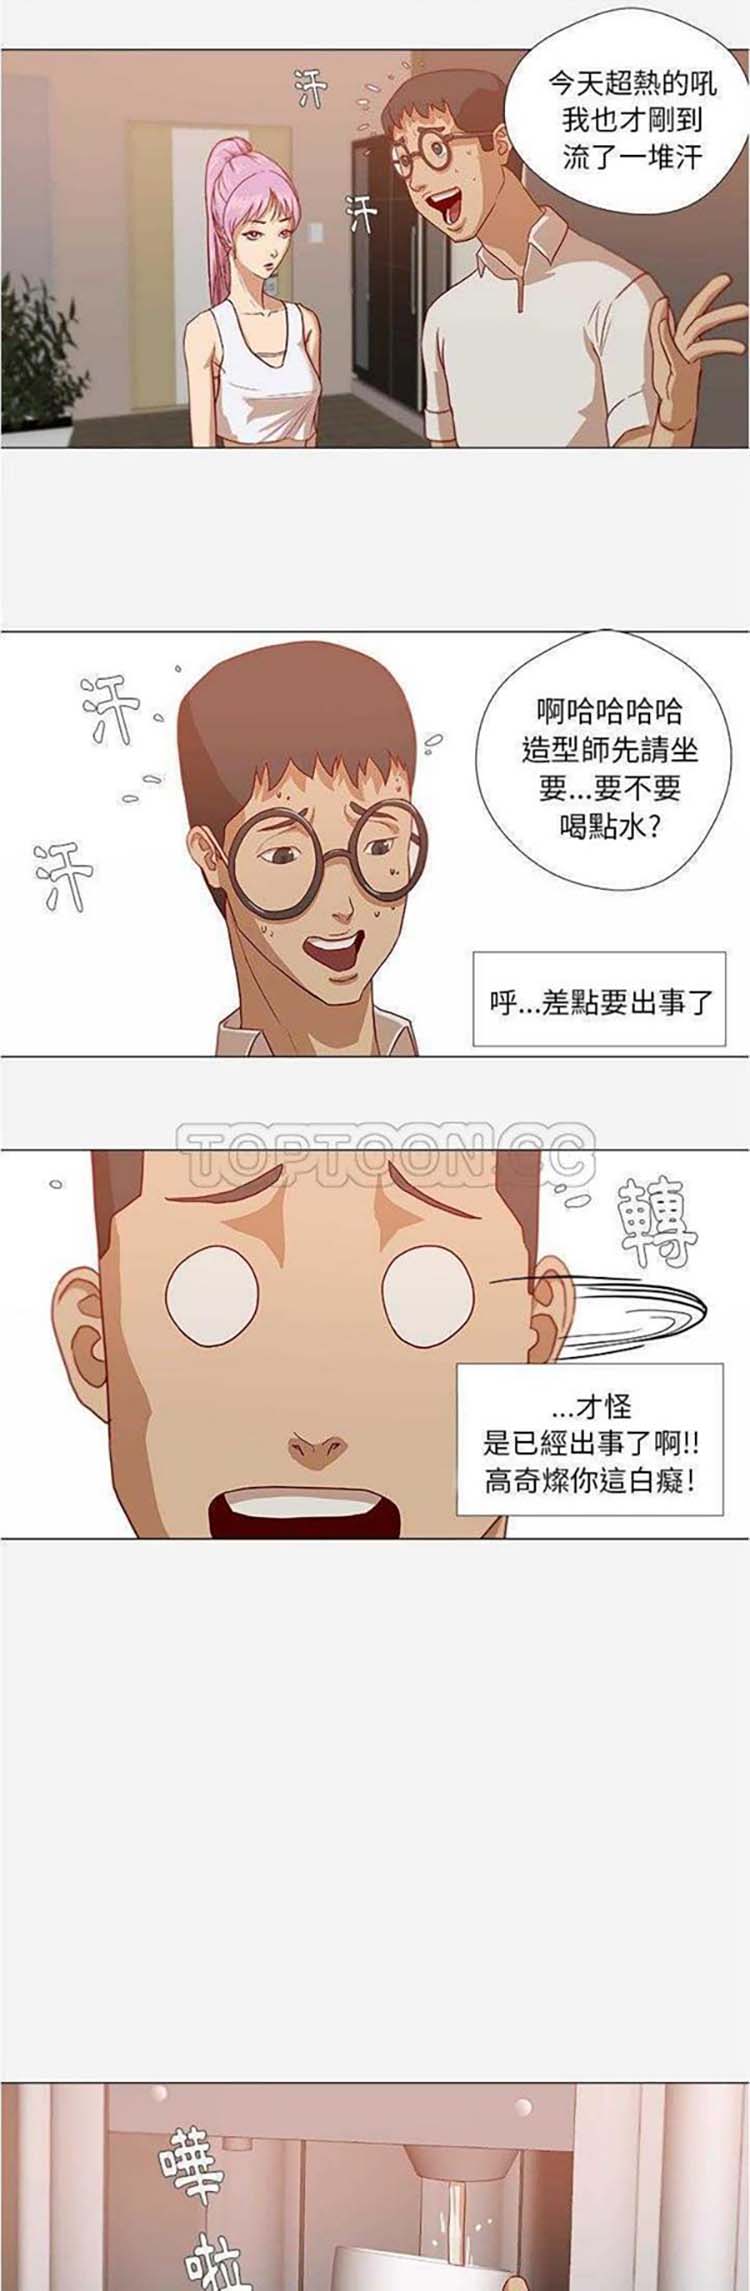 汗
今天超熱的吼
我也才剛到
流了一堆汗
汗
汗
啊哈哈哈哈
造型師先請坐
要...要不要
喝點水?
汗
呼...差點要出事了
TOPTOON.CC
轉
...才怪
是已經出事了啊!!
高奇燦你這白癡!
嘩
啦